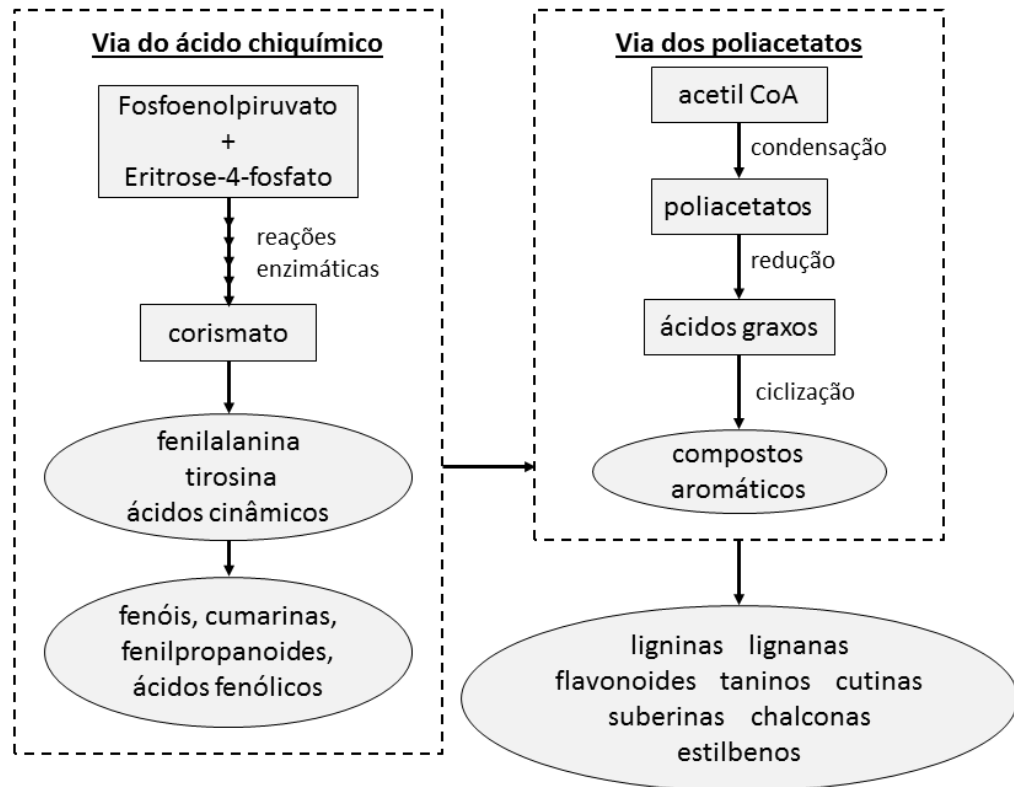 Via do ácido chiquímico
Fosfoenolpiruvato
+
Eritrose-4-fosfato
reações
enzimáticas
corismato
fenilalanina
tirosina
ácidos cinâmicos
fenóis, cumarinas,
fenilpropanoides,
ácidos fenólicos
Via dos poliacetatos
acetil CoA
condensação
poliacetatos
redução
ácidos graxos
ciclização
compostos
aromáticos
ligninas lignanas
flavonoides taninos cutinas
suberinas chalconas
estilbenos